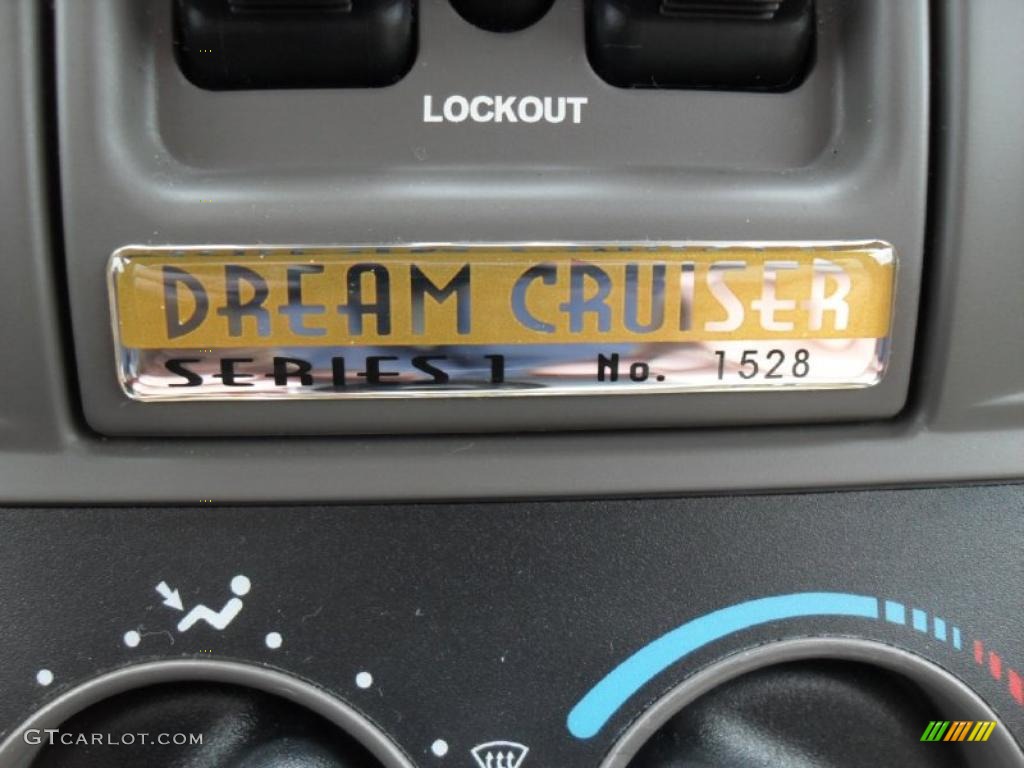 LOCKOUT
DREAM CRUISER
SERIES 1 No. 1528
GTCARLOT.COM